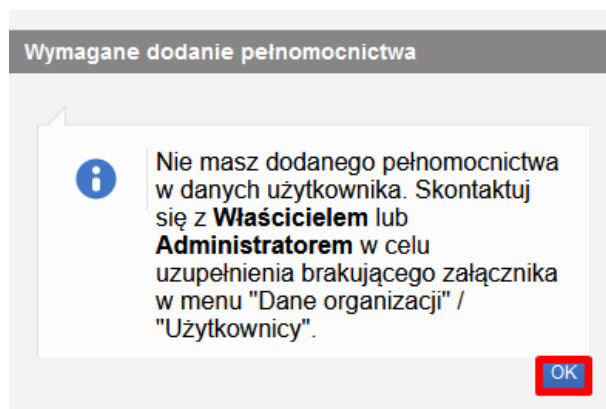 Wymagane dodanie pełnomocnictwa
Nie masz dodanego pełnomocnictwa
w danych użytkownika. Skontaktuj
się z Właścicielem lub
Administratorem w celu
uzupełnienia brakującego załącznika
w menu "Dane organizacji" /
"Użytkownicy".
OK